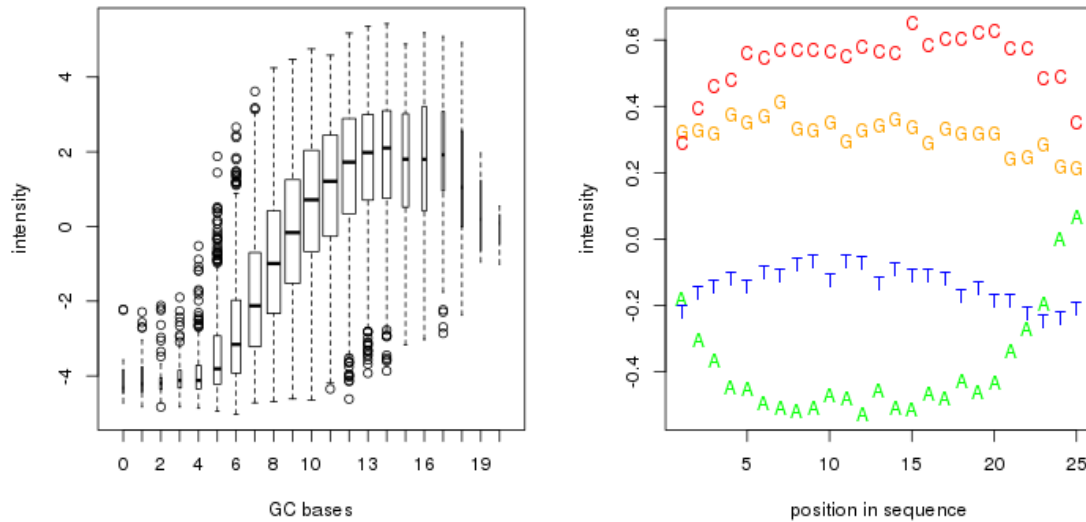 4
2
0
-2
-4
intensity
0 2 4 6 8 10 13 16 19
GC bases
0.6
0.4
0.2
0.0
-0.2
-0.4
intensity
C C C C C C C C C C C C C C C C C C C C C C C C C
G G G G G G G G G G G G G G G G G G G G G G G G G
T T T T T T T T T T T T T T T T T T T T T T T T T
A A A A A A A A A A A A A A A A A A A A A A A A A
5 10 15 20 25
position in sequence